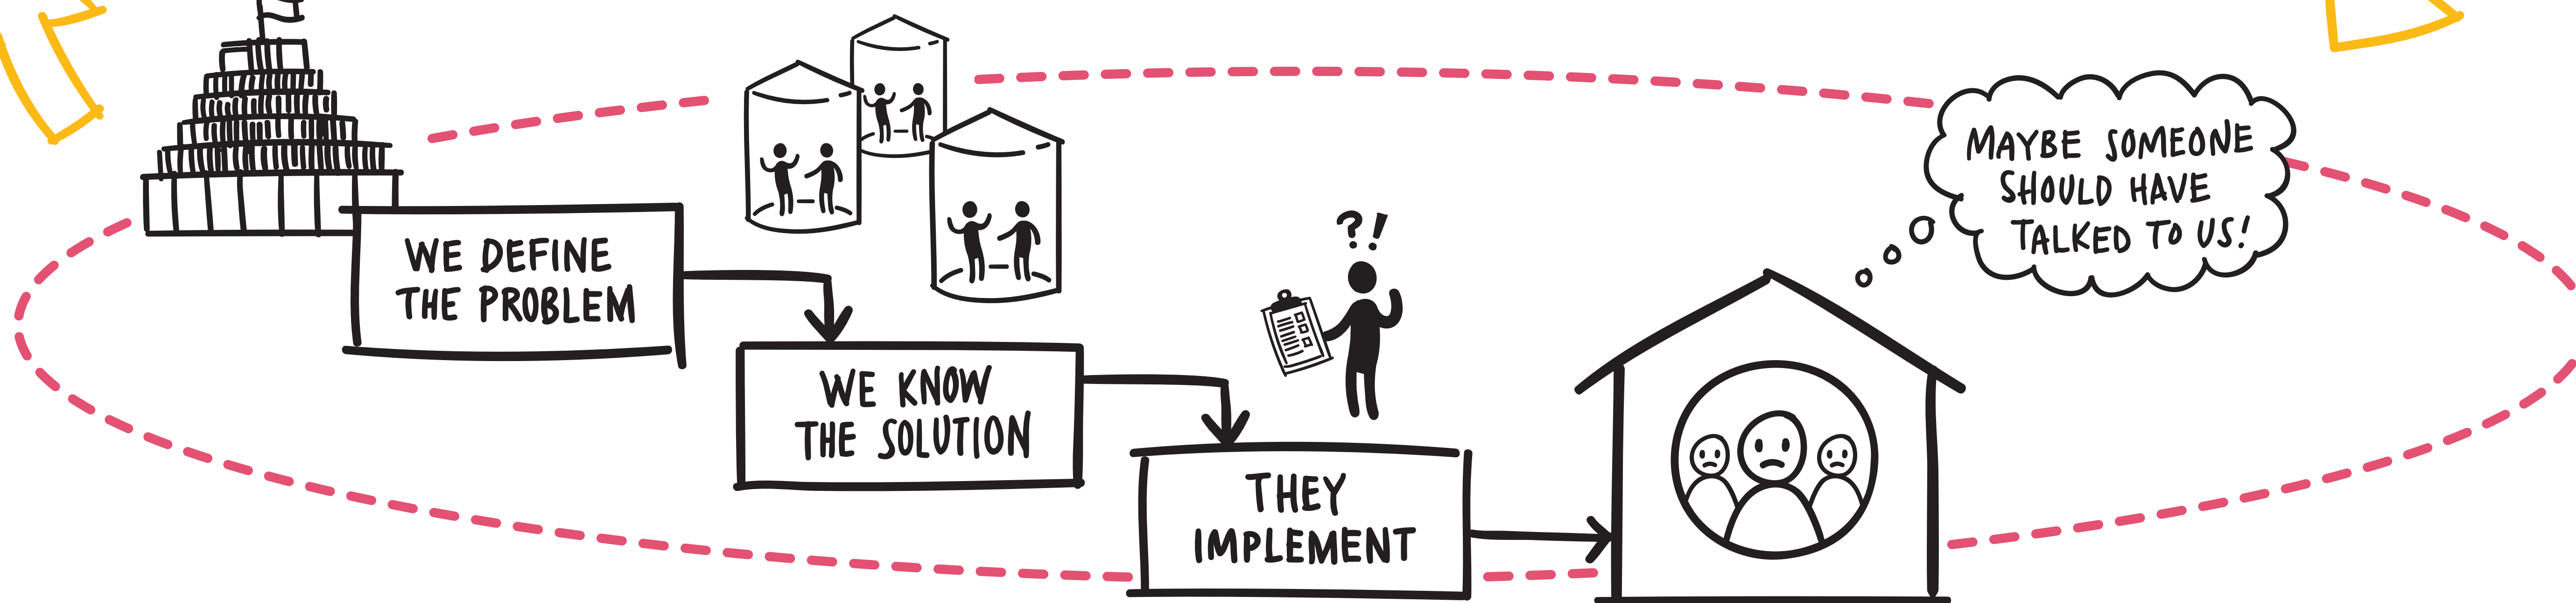 WE DEFINE
THE PROBLEM
WE KNOW
THE SOLUTION
?!
THEY
IMPLEMENT
MAYBE SOMEONE
SHOULD HAVE
TALKED TO US!